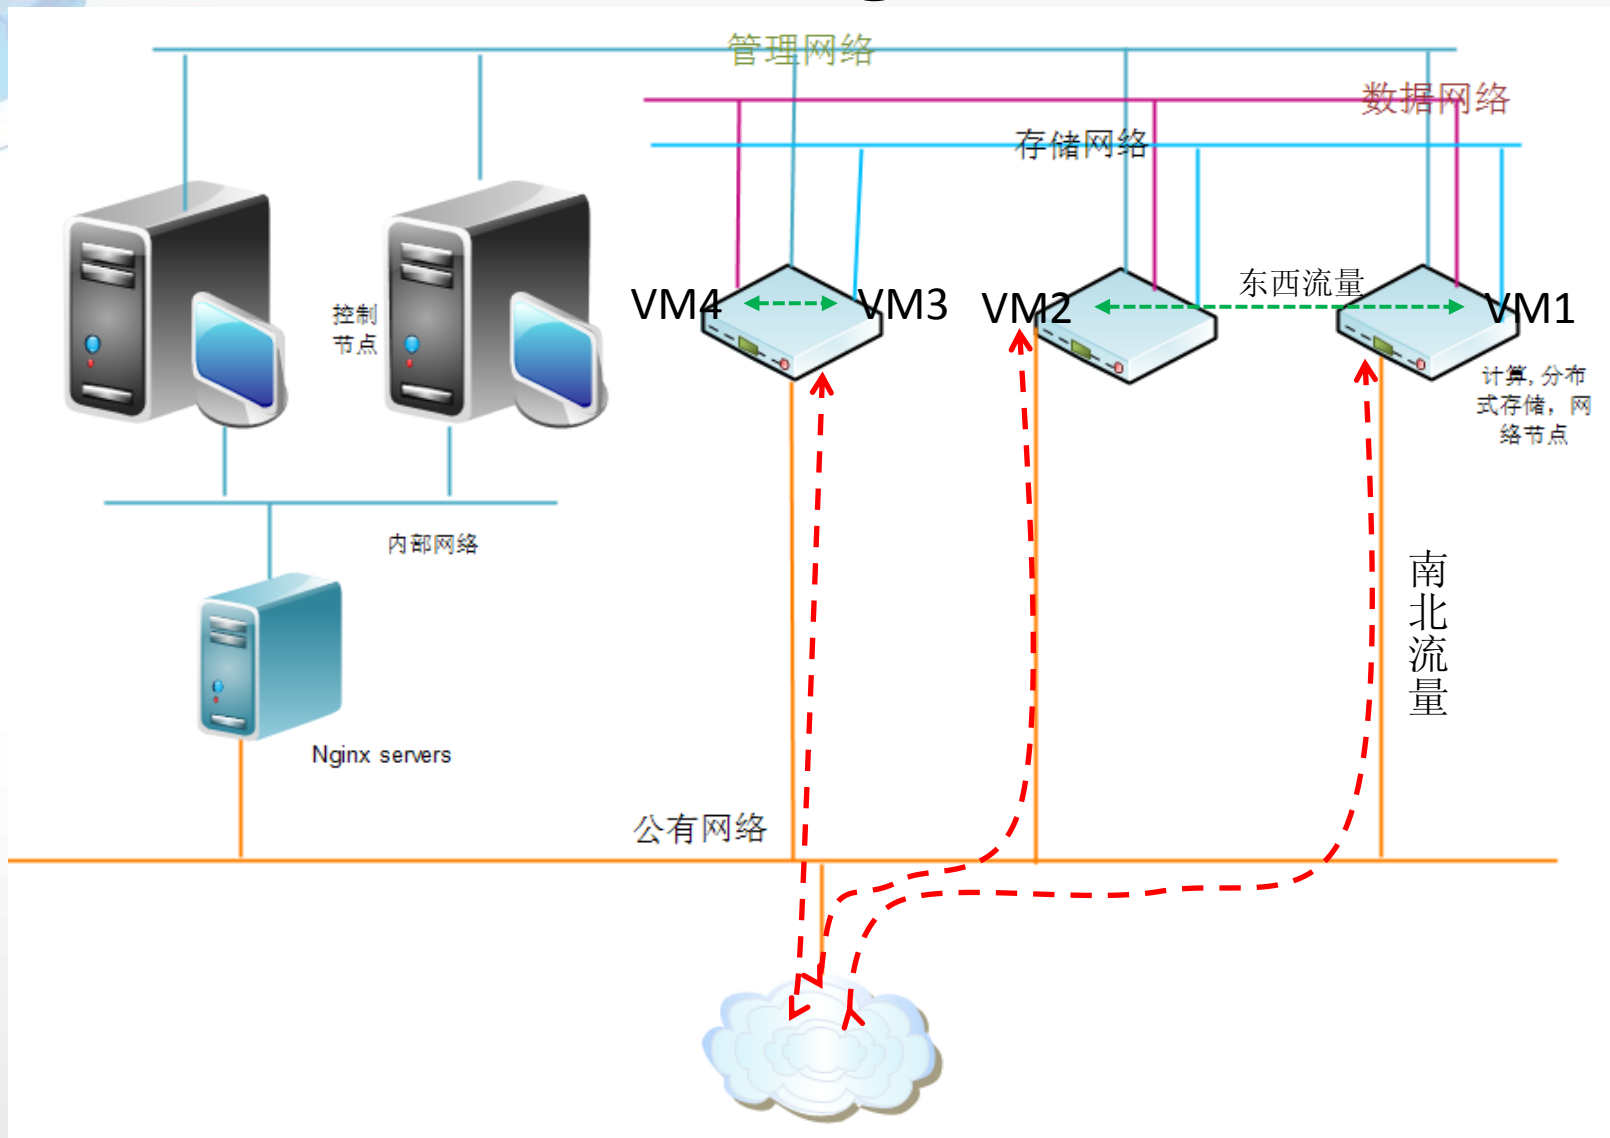 管理网络
数据网络
存储网络
东西流量
VM4
VM3
VM2
VM1
控制
节点
计算,分布
式存储，网
络节点
内部网络
南
北
流
量
Nginx servers
公有网络